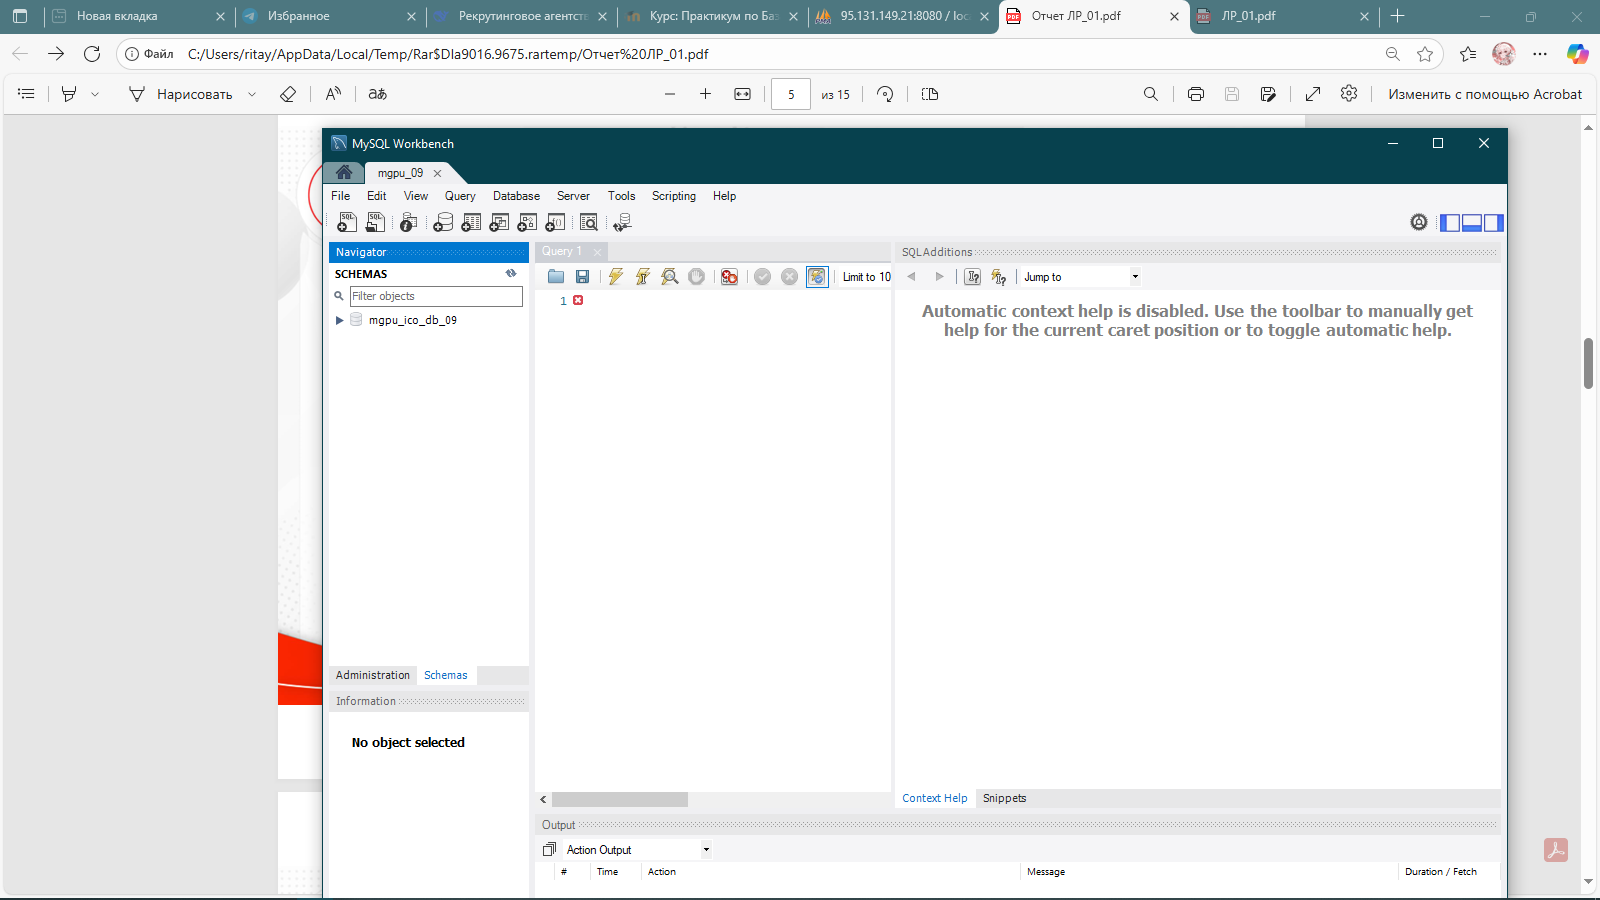 Новая вкладка
Избранное
Рекрутинговое агентств
Курс: Практикум по Баз
95.131.149.21:8080 / loc
Отчет ЛР_01.pdf
ЛР_01.pdf
Файл
C:/Users/ritay/AppData/Local/Temp/Rar$DIa9016.9675.rartemp/Отчет%20ЛР_01.pdf
Нарисовать
5
из 15
Изменить с помощью Acrobat
MySQL Workbench
mgpu_09
File Edit View Query Database Server Tools Scripting Help
Navigator
SCHEMAS
Filter objects
mgpu_ico_db_09
Administration Schemas
Information
No object selected
Query 1
Limit to 10
1
SQLAdditions
Jump to
Automatic context help is disabled. Use the toolbar to manually get
help for the current caret position or to toggle automatic help.
Context Help Snippets
Output
Action Output
# Time Action Message Duration / Fetch